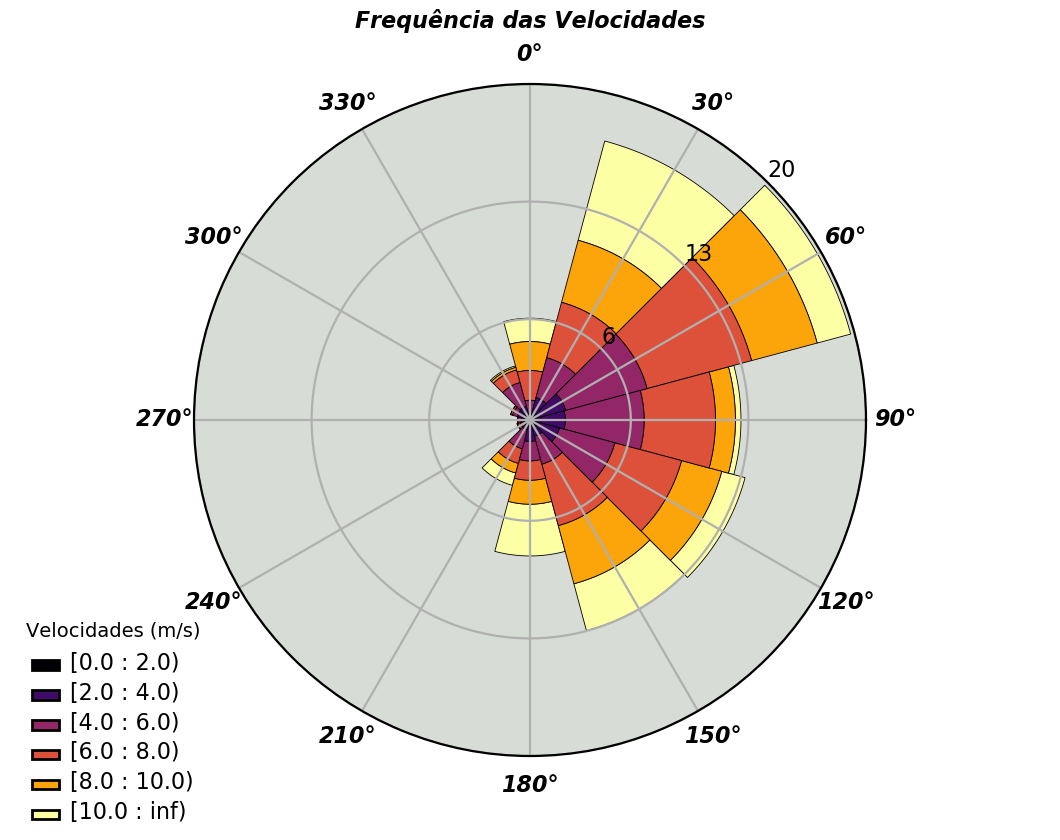 Frequência das Velocidades
0°
330°
30°
20
300°
60°
13
6
270°
90°
240°
120°
Velocidades (m/s)
[0.0 : 2.0)
[2.0 : 4.0)
[4.0 : 6.0)
210°
150°
[6.0 : 8.0)
[8.0 : 10.0)
180°
[10.0 : inf)